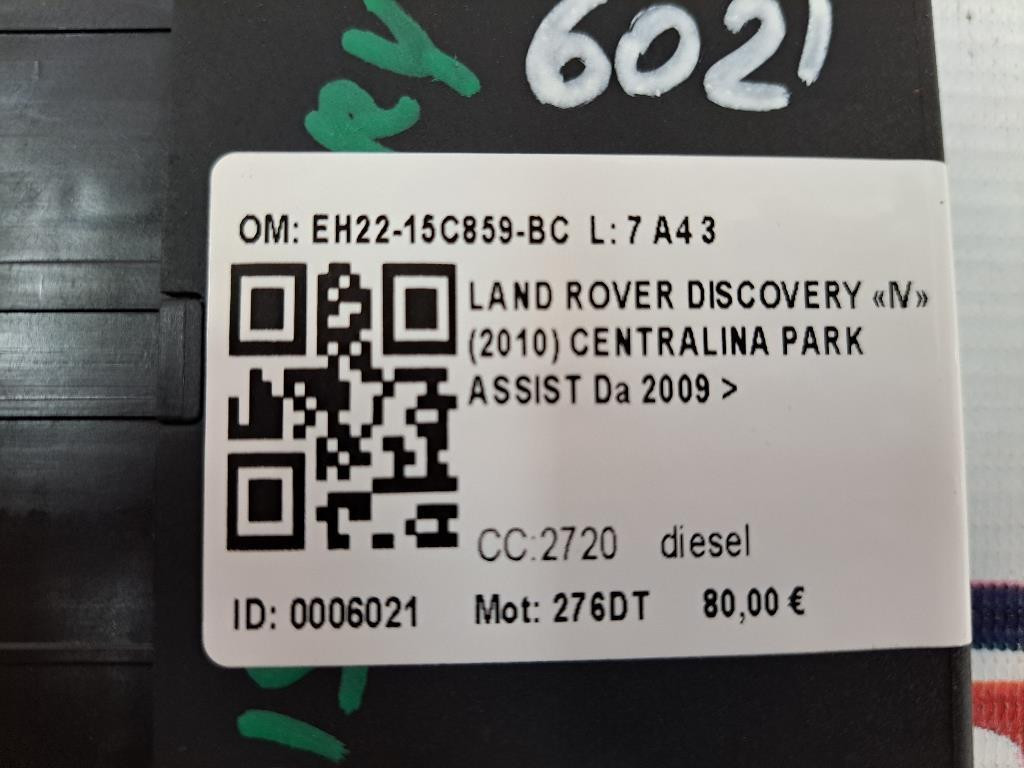 6021
OM: EH22-15C859-BC L: 7 A4 3
LAND ROVER DISCOVERY «IV»
(2010) CENTRALINA PARK
ASSIST Da 2009 >
CC:2720 diesel
ID: 0006021 Mot: 276DT 80,00 €